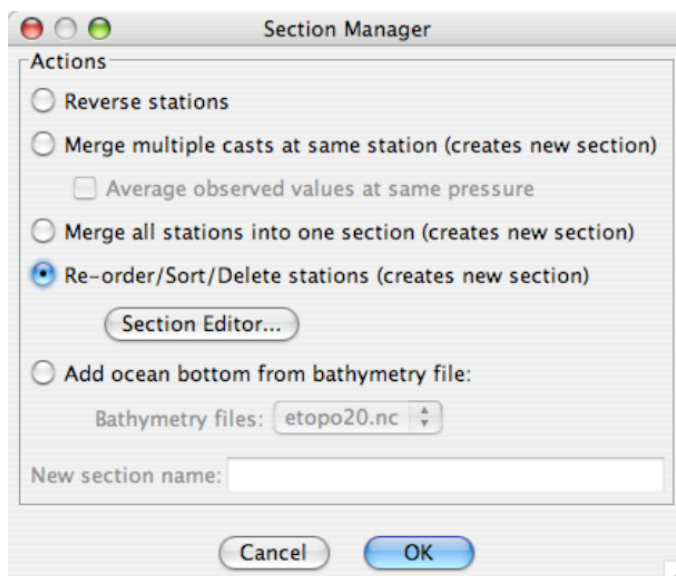 Section Manager
Actions
Reverse stations
Merge multiple casts at same station (creates new section)
Average observed values at same pressure
Merge all stations into one section (creates new section)
Re-order/Sort/Delete stations (creates new section)
Section Editor...
Add ocean bottom from bathymetry file:
Bathymetry files: etopo20.nc
New section name:
Cancel OK